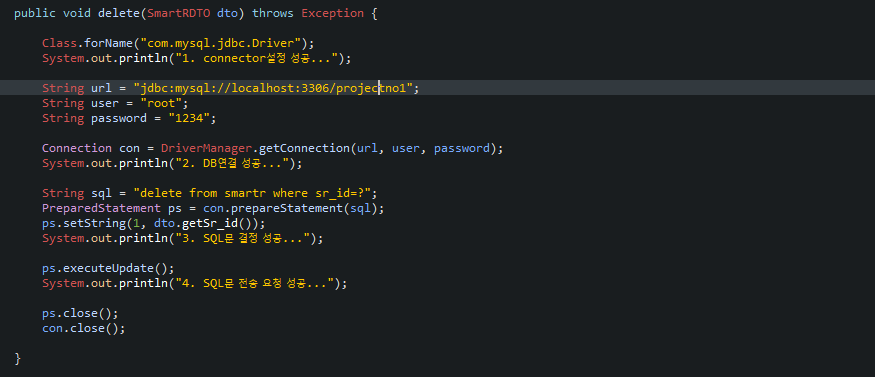 public void delete(SmartRDTO dto) throws Exception {
Class.forName("com.mysql.jdbc.Driver");
System.out.println("1. connector설정 성공...");
String url = "jdbc:mysql://localhost:3306/projectno1";
String user = "root";
String password = "1234";
Connection con = DriverManager.getConnection(url, user, password);
System.out.println("2. DB연결 성공...");
String sql = "delete from smartr where sr_id=?";
PreparedStatement ps = con.prepareStatement(sql);
ps.setString(1, dto.getSr_id());
System.out.println("3. SQL문 결정 성공...");
ps.executeUpdate();
System.out.println("4. SQL문 전송 요청 성공...");
ps.close();
con.close();
}